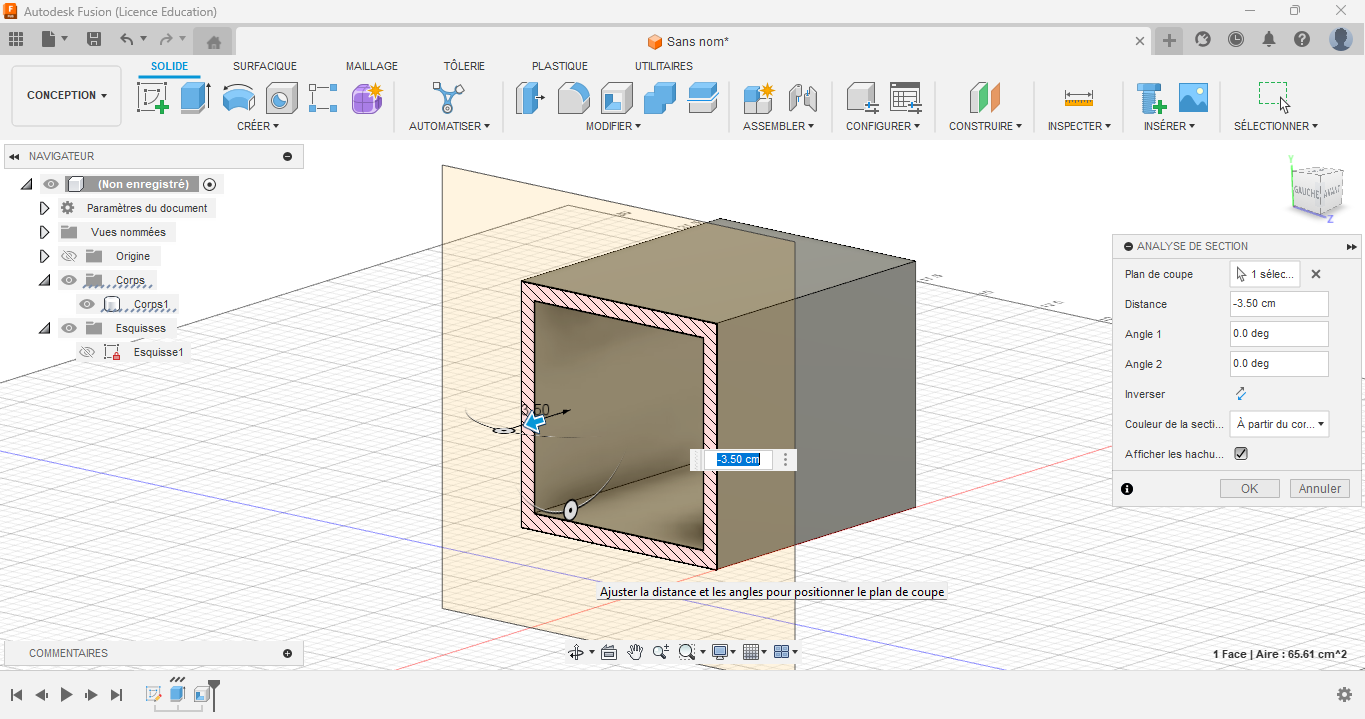 Autodesk Fusion (Licence Education)
Sans nom*
SOLIDE SURFACIQUE MAILLAGE TÔLERIE PLASTIQUE UTILITAIRES
CONCEPTION
CRÉER AUTOMATISER MODIFIER ASSEMBLER CONFIGURER CONSTRUIRE INSPECTER INSÉRER SÉLECTIONNER
NAVIGATEUR
(Non enregistré)
Paramètres du document
Vues nommées
Origine
Corps
Corps1
Esquisses
Esquisse1
Y
GAUCHE AVANT
Z
ANALYSE DE SECTION
Plan de coupe 1 sélec...
Distance -3.50 cm
Angle 1 0.0 deg
Angle 2 0.0 deg
Inverser
Couleur de la secti... À partir du cor...
Afficher les hachu...
OK Annuler
3.50
-3.50 cm
Ajuster la distance et les angles pour positionner le plan de coupe
COMMENTAIRES
1 Face | Aire : 65.61 cm^2